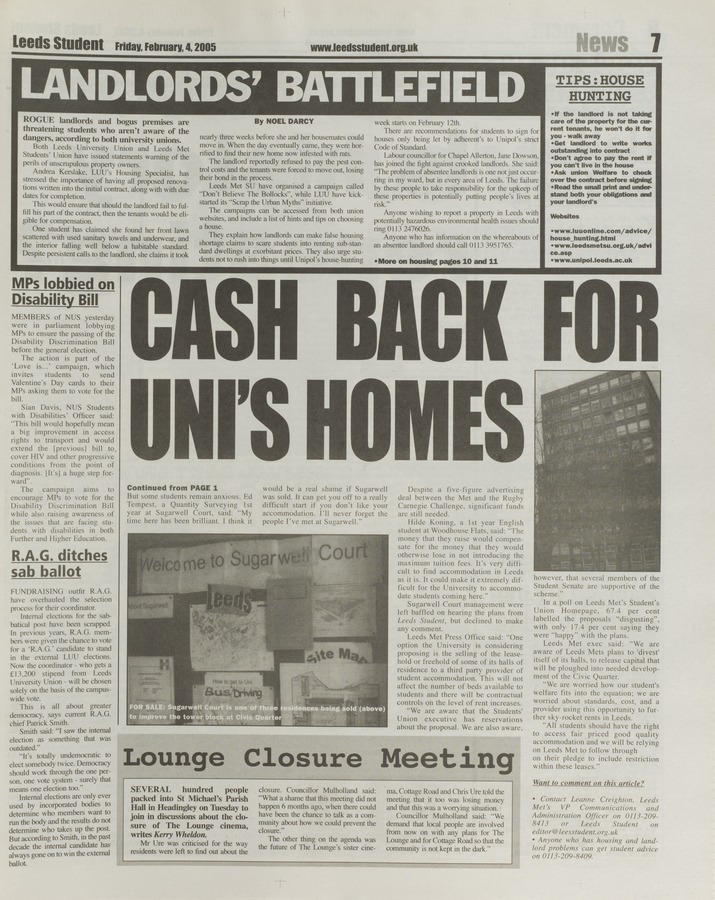 Leeds Student Friday, February, 4, 2005
www.leedsstudent.org.uk
News 7
LANDLORDS' BATTLEFIELD
ROGUE landlords and bogus premises are
threatening students who aren't aware of the
dangers, according to both university unions.
Both Leeds University Union and Leeds Met
Students' Union have issued statements warning of the
perils of unscrupulous property owners.
Andrea Kerslake, LUU's Housing Specialist, has
stressed the importance of having all proposed renova-
tions written into the initial contract, along with with due
dates for completion.
This would ensure that should the landlord fail to ful-
fill his part of the contract, then the tenants would be eli-
gible for compensation.
One student has claimed she found her front lawn
scattered with used sanitary towels and underwear, and
the interior falling well below a habitable standard.
Despite persistent calls to the landlord, she claims it took
By NOEL DARCY
nearly three weeks before she and her housemates could
move in. When the day eventually came, they were hor-
rified to find their new home now infested with rats.
The landlord reportedly refused to pay the pest con-
trol costs and the tenants were forced to move out, losing
their bond in the process.
Leeds Met SU have organised a campaign called
"Don't Believe The Bollocks", while LUU have kick-
started its "Scrap the Urban Myths" initiative.
The campaigns can be accessed from both union
websites, and include a list of hints and tips on choosing
a house.
They explain how landlords can make false housing
shortage claims to scare students into renting sub-stan-
dard dwellings at exorbitant prices. They also urge stu-
dents not to rush into things until Unipol's house-hunting
week starts on February 12th.
There are recommendations for students to sign for
houses only being let by adherent's to Unipol's strict
Code of Standard.
Labour councillor for Chapel Allerton, Jane Dowson,
has joined the fight against crooked landlords. She said:
"The problem of absentee landlords is one not just occur-
ring in my ward, but in every area of Leeds. The failure
by these people to take responsibility for the upkeep of
these properties is potentially putting people's lives at
risk."
Anyone wishing to report a property in Leeds with
potentially hazardous environmental health issues should
ring 0113 2476026.
Anyone who has information on the whereabouts of
an absentee landlord should call 0113 3951765.
•More on housing pages 10 and 11
TIPS:HOUSE
HUNTING
•If the landlord is not taking
care of the property for the cur-
rent tenants, he won't do it for
you - walk away
•Get landlord to write works
outstanding into contract
•Don't agree to pay the rent if
you can't live in the house
•Ask union Welfare to check
over the contract before signing
•Read the small print and under-
stand both your obligations and
your landlord's
Websites
•www.luuonline.com/advice/
house_hunting.html
•www.leedsmetsu.org.uk/advi
ce.asp
•www.unipol.leeds.ac.uk
MPs lobbied on
Disability Bill
MEMBERS of NUS yesterday
were in parliament lobbying
MPs to ensure the passing of the
Disability Discrimination Bill
before the general election.
The action is part of the
'Love is...' campaign, which
invites students to send
Valentine's Day cards to their
MPs asking them to vote for the
bill.
Sian Davis, NUS Students
with Disabilities' Officer said:
"This bill would hopefully mean
a big improvement in access
rights to transport and would
extend the [previous] bill to,
cover HIV and other progressive
conditions from the point of
diagnosis. [It's] a huge step for-
ward".
The campaign aims to
encourage MPs to vote for the
Disability Discrimination Bill
while also raising awareness of
the issues that are facing stu-
dents with disabilities in both
Further and Higher Education.
R.A.G. ditches
sab ballot
FUNDRAISING outfit R.A.G.
have overhauled the selection
process for their coordinator.
Internal elections for the sab-
batical post have been scrapped.
In previous years, R.A.G. mem-
bers were given the chance to vote
for a 'R.A.G.' candidate to stand
in the external LUU elections.
Now the coordinator - who gets a
£13,200 stipend from Leeds
University Union - will be chosen
solely on the basis of the campus-
wide vote.
This is all about greater
democracy, says current R.A.G.
chief Patrick Smith.
Smith said: "I saw the internal
election as something that was
outdated."
"It's totally undemocratic to
elect somebody twice. Democracy
should work through the one per-
son, one vote system - surely that
means one election too."
Internal elections are only ever
used by incorporated bodies to
determine who members want to
run the body and the results do not
determine who takes up the post.
But according to Smith, in the past
decade the internal candidate has
always gone on to win the external
ballot.
CASH BACK FOR
UNI'S HOMES
Continued from PAGE 1
But some students remain anxious. Ed
Tempest, a Quantity Surveying 1st
year at Sugarwell Court, said: "My
time here has been brilliant. I think it
would be a real shame if Sugarwell
was sold. It can get you off to a really
difficult start if you don't like your
accommodation. I'll never forget the
people I've met at Sugarwell."
Welcome to Sugarwell Court
Leeds
Site Map
Bus/Driving
FOR SALE: Sugarwell Court is one of three residences being sold (above)
to improve the tower block at Civic Quarter
Despite a five-figure advertising
deal between the Met and the Rugby
Carnegie Challenge, significant funds
are still needed.
Hilde Koning, a 1st year English
student at Woodhouse Flats, said: "The
money that they raise would compen-
sate for the money that they would
otherwise lose in not introducing the
maximum tuition fees. It's very diffi-
cult to find accommodation in Leeds
as it is. It could make it extremely dif-
ficult for the University to accommo-
date students coming here."
Sugarwell Court management were
left baffled on hearing the plans from
Leeds Student, but declined to make
any comment.
Leeds Met Press Office said: "One
option the University is considering
proposing is the selling of the lease-
hold or freehold of some of its halls of
residence to a third party provider of
student accommodation. This will not
affect the number of beds available to
students and there will be contractual
controls on the level of rent increases.
"We are aware that the Students'
Union executive has reservations
about the proposal. We are also aware,
however, that several members of the
Student Senate are supportive of the
scheme."
In a poll on Leeds Met's Student's
Union Homepage, 67.4 per cent
labelled the proposals "disgusting",
with only 17.4 per cent saying they
were "happy" with the plans.
Leeds Met exec said: "We are
aware of Leeds Mets plans to 'divest'
itself of its halls, to release capital that
will be ploughed into needed develop-
ment of the Civic Quarter.
"We are worried how our student's
welfare fits into the equation; we are
worried about standards, cost, and a
provider using this opportunity to fur-
ther sky-rocket rents in Leeds.
"All students should have the right
to access fair priced good quality
accommodation and we will be relying
on Leeds Met to follow through
on their pledge to include restriction
within these leases."
Want to comment on this article?
• Contact Leanne Creighton, Leeds
Met's VP Communications and
Administration Officer on 0113-209-
8413 or Leeds Student on
editor@leesxtudent.org.uk
• Anyone who has housing and land-
lord problems can get student advice
on 0113-209-8409.
Lounge Closure Meeting
SEVERAL hundred people
packed into St Michael's Parish
Hall in Headingley on Tuesday to
join in discussions about the clo-
sure of The Lounge cinema,
writes Kerry Wheldon.
Mr Ure was criticised for the way
residents were left to find out about the
closure. Councillor Mulholland said:
"What a shame that this meeting did not
happen 6 months ago, when there could
have been the chance to talk as a com-
munity about how we could prevent the
closure."
The other thing on the agenda was
the future of The Lounge's sister cine-
ma, Cottage Road and Chris Ure told the
meeting that it too was losing money
and that this was a worrying situation.
Councillor Mulholland said: "We
demand that local people are involved
from now on with any plans for The
Lounge and for Cottage Road so that the
community is not kept in the dark."